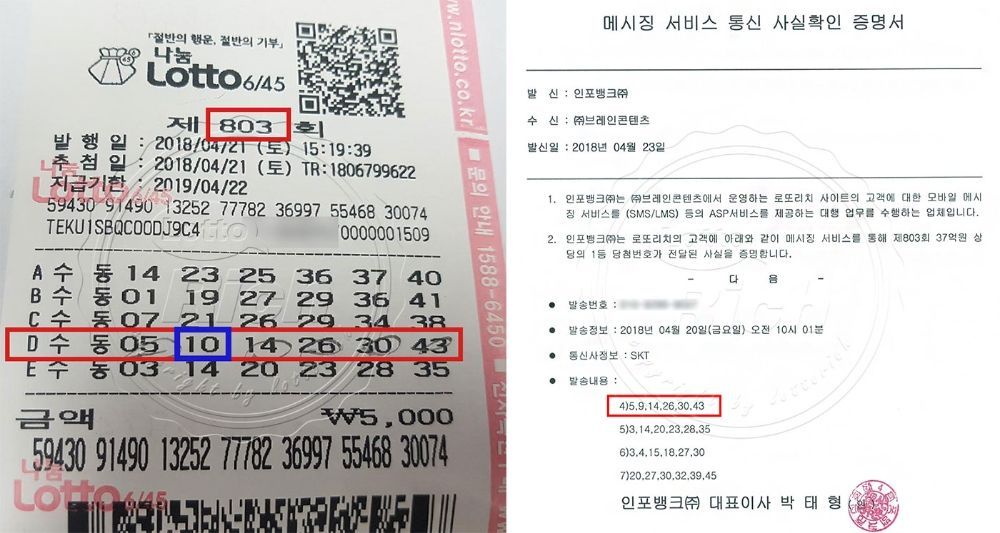 「절반의 행운, 절반의 기부」
나눔
Lotto 6/45
제 803 회
발 행 일 : 2018/04/21 (토) 15:19:39
추 첨 일 : 2018/04/21 (토) TR:1806799622
지급기한 : 2019/04/22
59430 91490 13252 77782 36997 55468 30074
TEKU1SBQCOODJ9C4 0000001509
A 수 동 14 23 25 36 37 40
B 수 동 01 19 27 29 36 41
C 수 동 07 21 26 29 34 38
D 수 동 05 10 14 26 30 43
E 수 동 03 14 20 23 28 35
금액 ₩5,000
59430 91490 13252 77782 36997 55468 30074
나눔
Lotto 6/45
www.nlotto.co.kr
문의 안내 1588-6450
메시징 서비스 통신 사실확인 증명서
발 신 : 인포뱅크㈜
수 신 : ㈜브레인콘텐츠
발신일 : 2018년 04월 23일
1. 인포뱅크㈜는 ㈜브레인콘텐츠에서 운영하는 로또리치 사이트의 고객에 대한 모바일 메시
징 서비스를 (SMS/LMS) 등의 ASP서비스를 제공하는 대행 업무를 수행하는 업체입니다.
2. 인포뱅크㈜는 로또리치의 고객에 아래와 같이 메시징 서비스를 통해 제803회 37억원 상
당의 1등 당첨번호가 전달된 사실을 증명합니다.
- 다 음 -
● 발송번호 :
● 발송정보 : 2018년 04월 20일(금요일) 오전 10시 01분
● 통신사정보 : SKT
● 발송내용 :
4)5,9,14,26,30,43
5)3,14,20,23,28,35
6)3,4,15,18,27,30
7)20,27,30,32,39,45
인포뱅크㈜ 대표이사 박 태 형 (인)